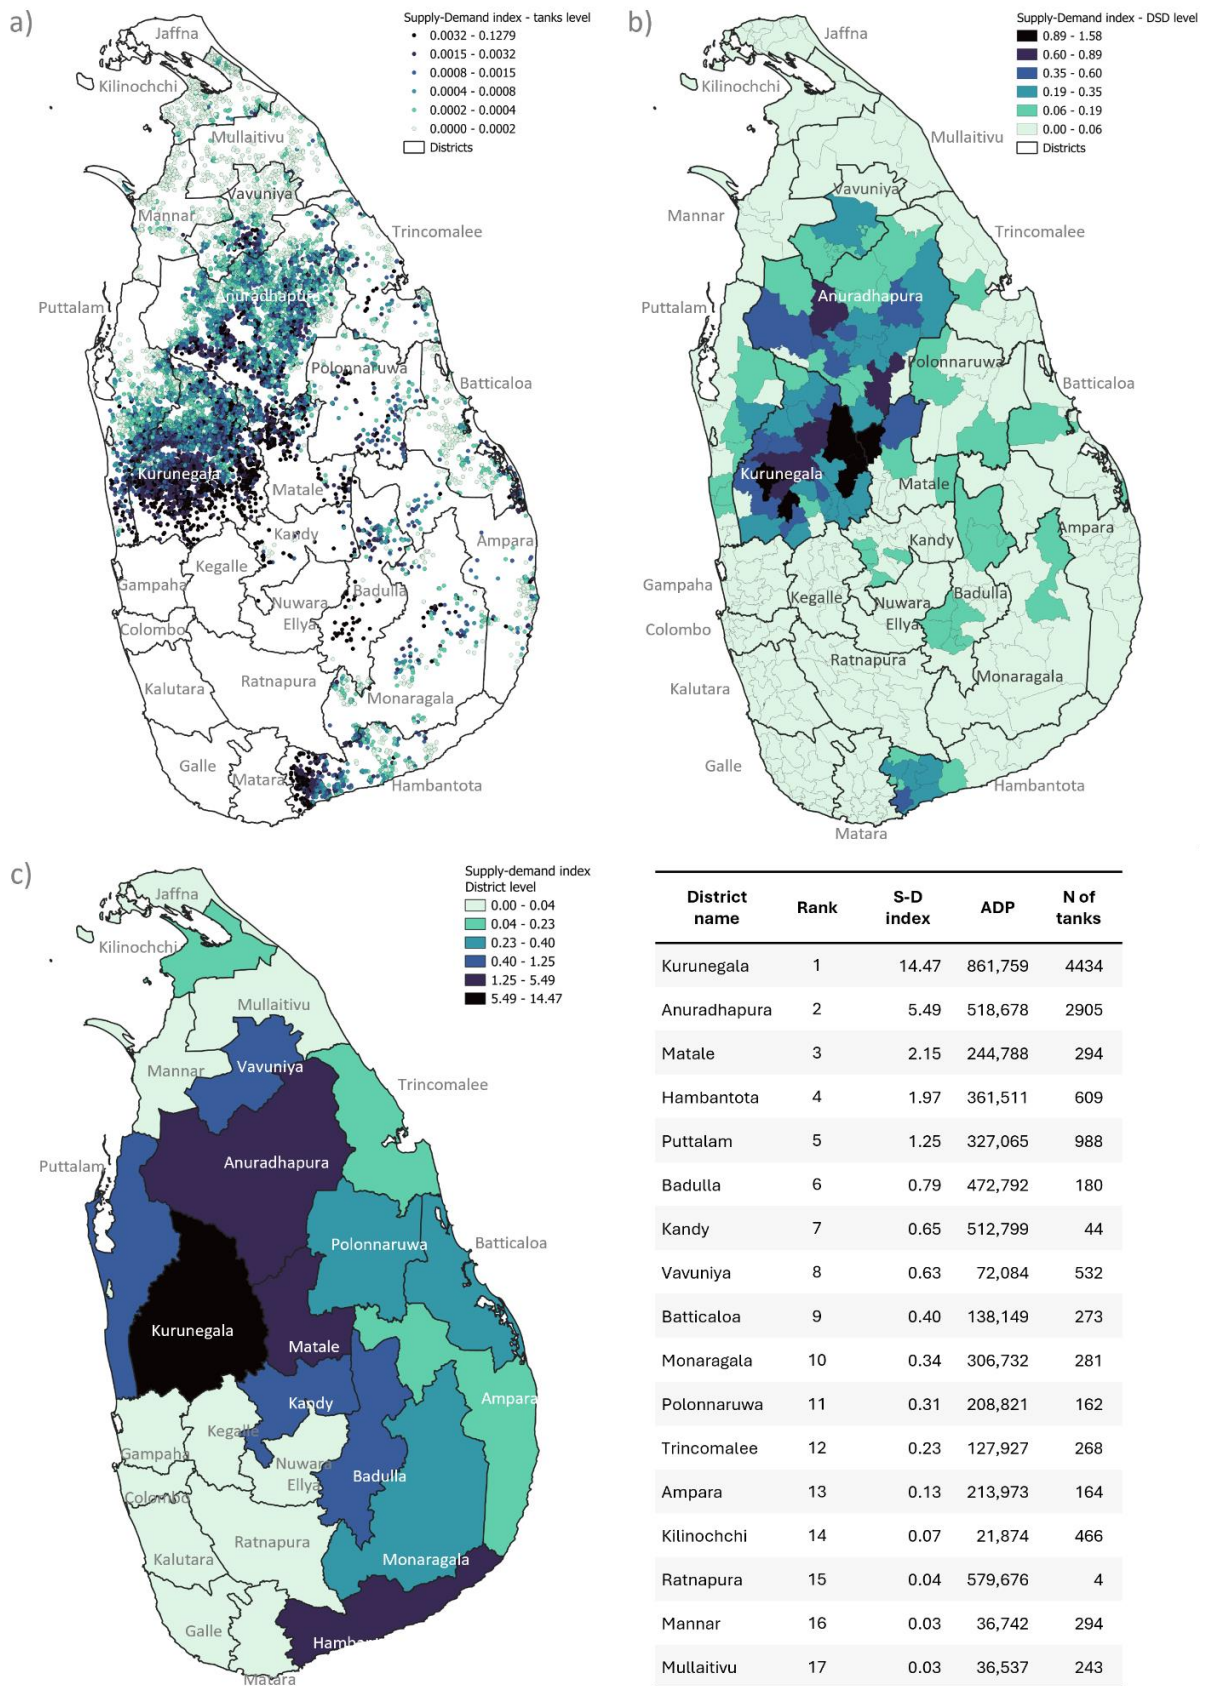 a)
Supply-Demand index - tanks level
0.0032 - 0.1279
0.0015 - 0.0032
0.0008 - 0.0015
0.0004 - 0.0008
0.0002 - 0.0004
0.0000 - 0.0002
Districts
Jaffna
Kilinochchi
Mullaitivu
Vavuniya
Mannar
Trincomalee
Anuradhapura
Puttalam
Polonnaruwa
Batticaloa
Kurunegala
Matale
Kandy
Ampara
Kegalle
Gampaha
Badulla
Nuwara
Ellya
Colombo
Ratnapura
Kalutara
Monaragala
Galle
Matara
Hambantota
b)
Supply-Demand index - DSD level
0.89 - 1.58
0.60 - 0.89
0.35 - 0.60
0.19 - 0.35
0.06 - 0.19
0.00 - 0.06
Districts
Jaffna
Kilinochchi
Mullaitivu
Vavuniya
Mannar
Trincomalee
Anuradhapura
Puttalam
Polonnaruwa
Batticaloa
Kurunegala
Matale
Ampara
Kandy
Gampaha
Kegalle
Badulla
Nuwara
Ellya
Colombo
Ratnapura
Monaragala
Kalutara
Galle
Hambantota
Matara
c)
Supply-demand index
District level
0.00 - 0.04
0.04 - 0.23
0.23 - 0.40
0.40 - 1.25
1.25 - 5.49
5.49 - 14.47
Jaffna
Kilinochchi
Mullaitivu
Vavuniya
Mannar
Trincomalee
Anuradhapura
Puttalam
Polonnaruwa
Batticaloa
Kurunegala
Matale
Ampara
Kandy
Kegalle
Gampaha
Nuwara
Ellya
Badulla
Colombo
Ratnapura
Kalutara
Monaragala
Galle
Matara
District name Rank S-D index ADP N of tanks
Kurunegala 1 14.47 861,759 4434
Anuradhapura 2 5.49 518,678 2905
Matale 3 2.15 244,788 294
Hambantota 4 1.97 361,511 609
Puttalam 5 1.25 327,065 988
Badulla 6 0.79 472,792 180
Kandy 7 0.65 512,799 44
Vavuniya 8 0.63 72,084 532
Batticaloa 9 0.40 138,149 273
Monaragala 10 0.34 306,732 281
Polonnaruwa 11 0.31 208,821 162
Trincomalee 12 0.23 127,927 268
Ampara 13 0.13 213,973 164
Kilinochchi 14 0.07 21,874 466
Ratnapura 15 0.04 579,676 4
Mannar 16 0.03 36,742 294
Mullaitivu 17 0.03 36,537 243